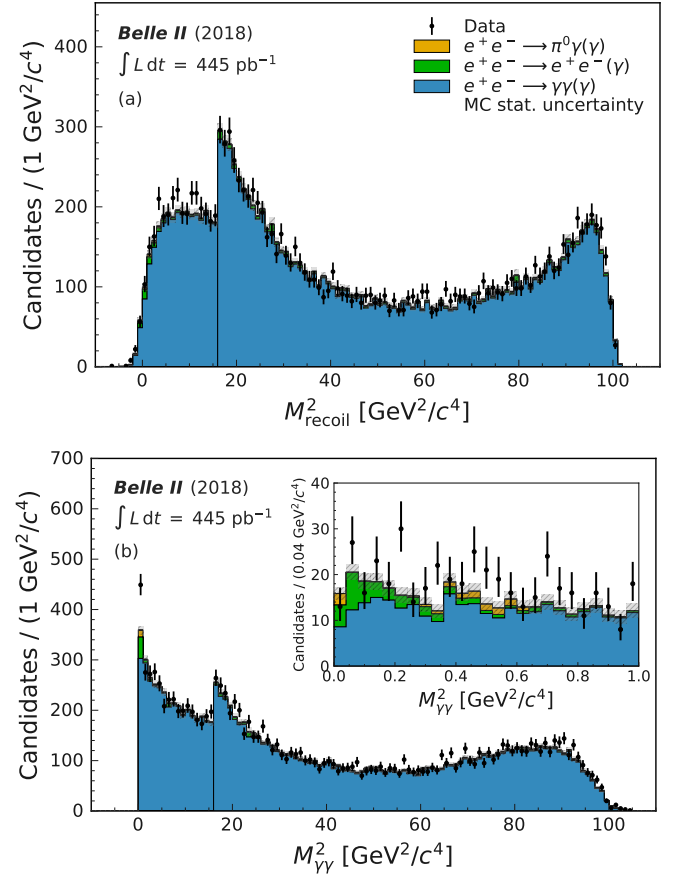 Belle II (2018)
∫ L dt = 445 pb⁻¹
(a)
Data
e⁺e⁻ ⟶ π⁰γ(γ)
e⁺e⁻ ⟶ e⁺e⁻(γ)
e⁺e⁻ ⟶ γγ(γ)
MC stat. uncertainty
Candidates / (1 GeV²/c⁴)
400
300
200
100
0
0 20 40 60 80 100
M²recoil [GeV²/c⁴]
Belle II (2018)
∫ L dt = 445 pb⁻¹
(b)
Candidates / (1 GeV²/c⁴)
700
600
500
400
300
200
100
0
0 20 40 60 80 100
M²γγ [GeV²/c⁴]
Candidates / (0.04 GeV²/c⁴)
40
30
20
10
0
0.0 0.2 0.4 0.6 0.8 1.0
M²γγ [GeV²/c⁴]